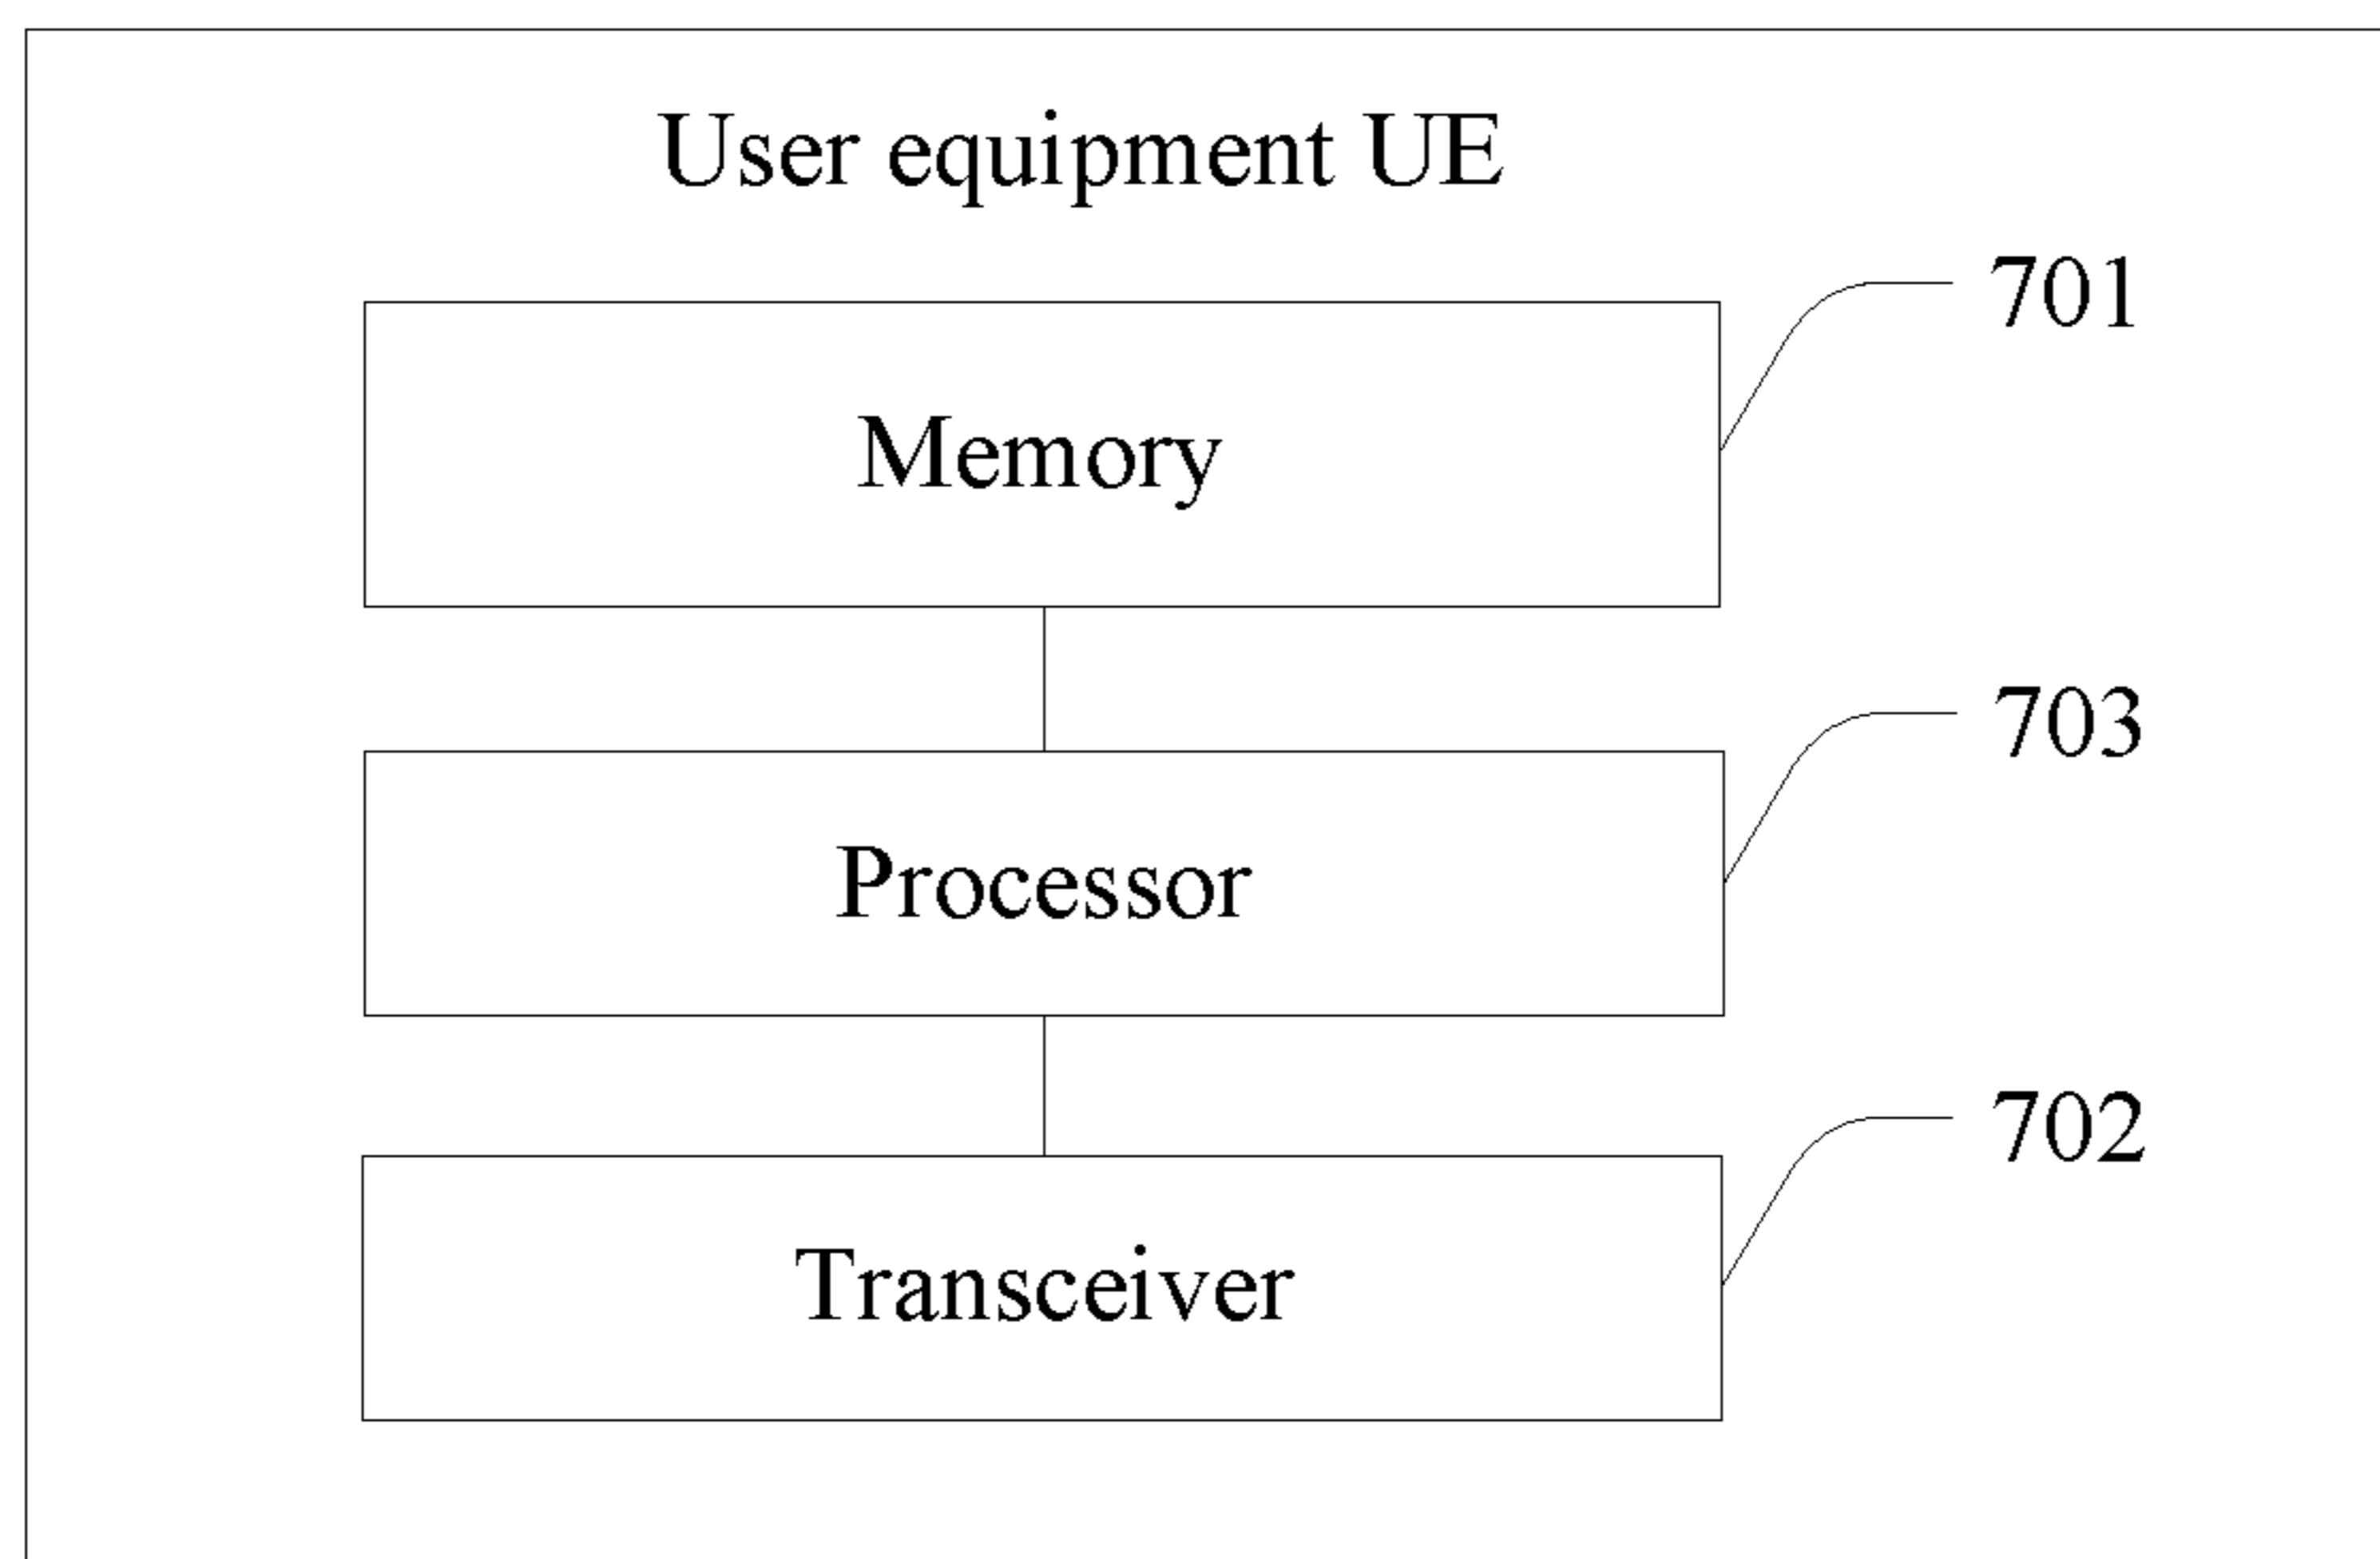 User equipment UE
701
Memory
703
Processor
702
Transceiver